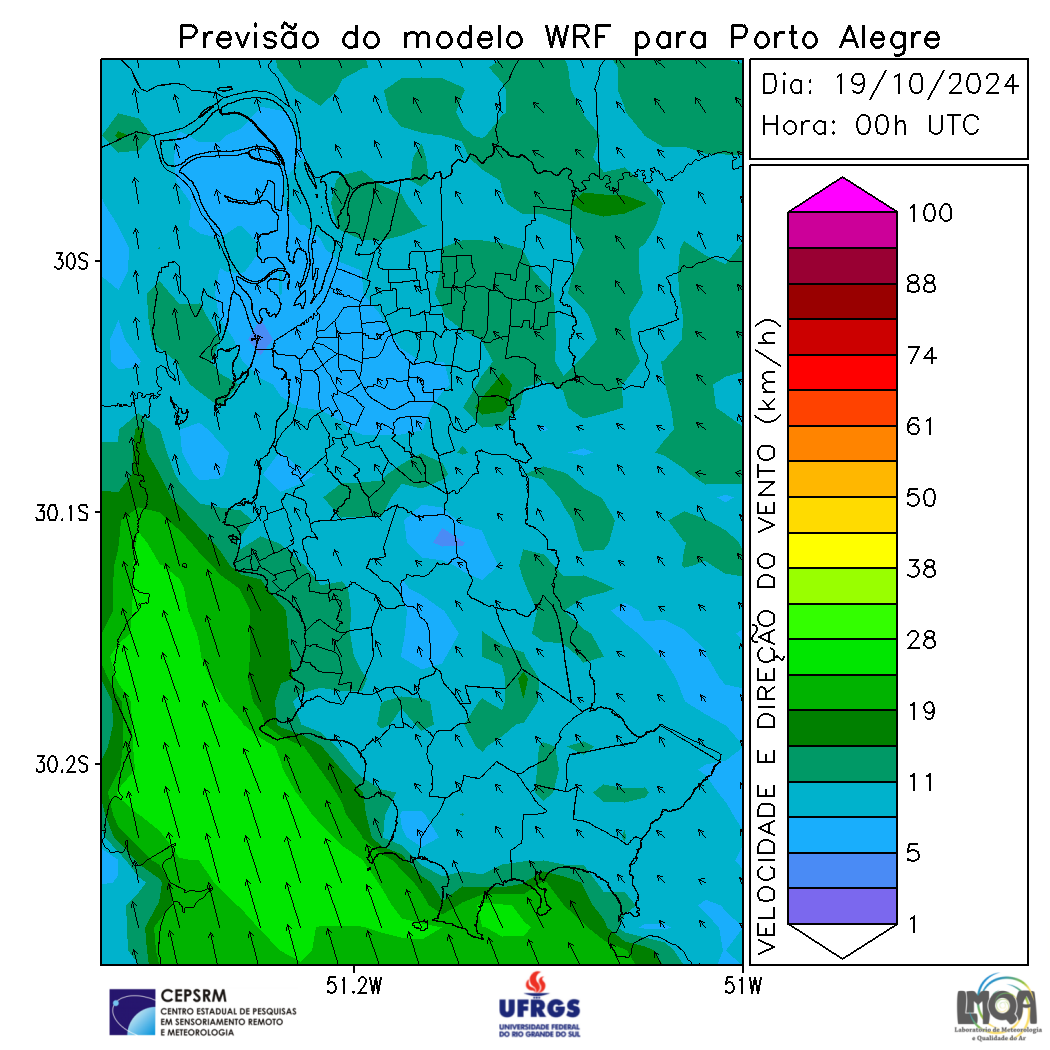 Previsão do modelo WRF para Porto Alegre
Dia: 19/10/2024
Hora: 00h UTC
30S
30.1S
30.2S
51.2W
51W
VELOCIDADE E DIREÇÃO DO VENTO (km/h)
100
88
74
61
50
38
28
19
11
5
1
CEPSRM
CENTRO ESTADUAL DE PESQUISAS
EM SENSORIAMENTO REMOTO
E METEOROLOGIA
UFRGS
UNIVERSIDADE FEDERAL
DO RIO GRANDE DO SUL
LMQA
Laboratório de Meteorologia
e Qualidade do Ar